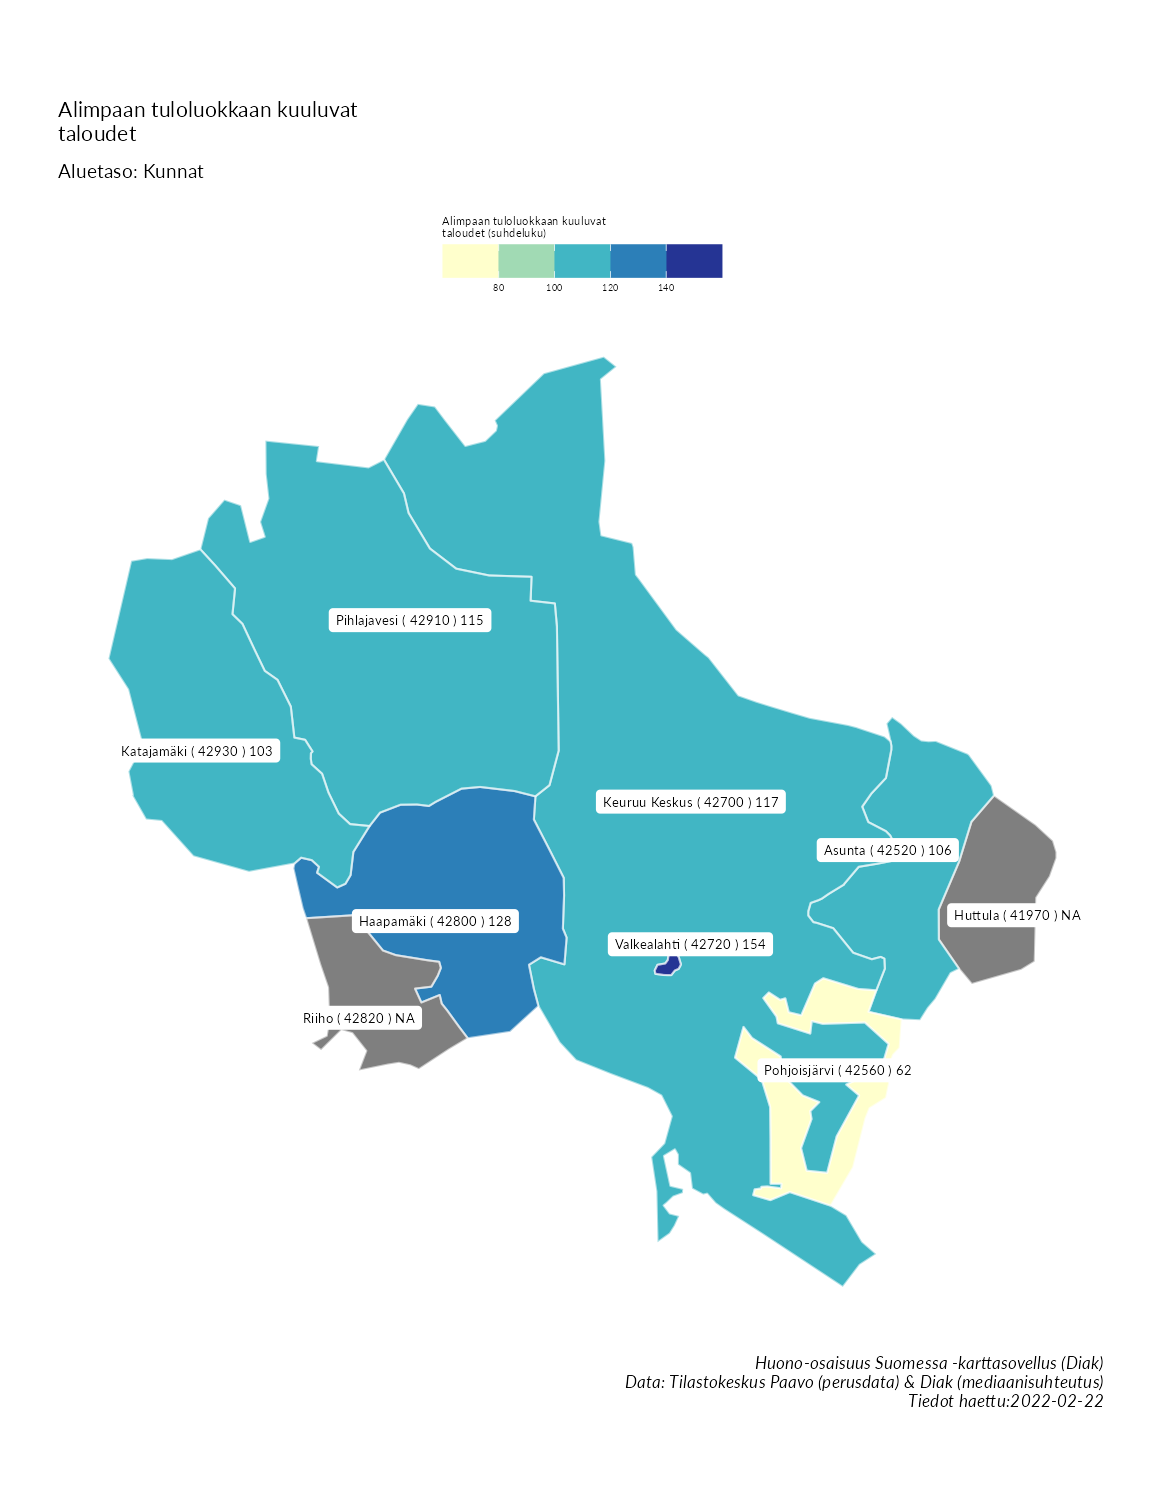 Alimpaan tuloluokkaan kuuluvat
taloudet
Aluetaso: Kunnat
Alimpaan tuloluokkaan kuuluvat
taloudet (suhdeluku)
80 100 120 140
Pihlajavesi ( 42910 ) 115
Katajamäki ( 42930 ) 103
Keuruu Keskus ( 42700 ) 117
Asunta ( 42520 ) 106
Huttula ( 41970 ) NA
Haapamäki ( 42800 ) 128
Valkealahti ( 42720 ) 154
Riiho ( 42820 ) NA
Pohjoisjärvi ( 42560 ) 62
Huono-osaisuus Suomessa -karttasovellus (Diak)
Data: Tilastokeskus Paavo (perusdata) & Diak (mediaanisuhteutus)
Tiedot haettu:2022-02-22